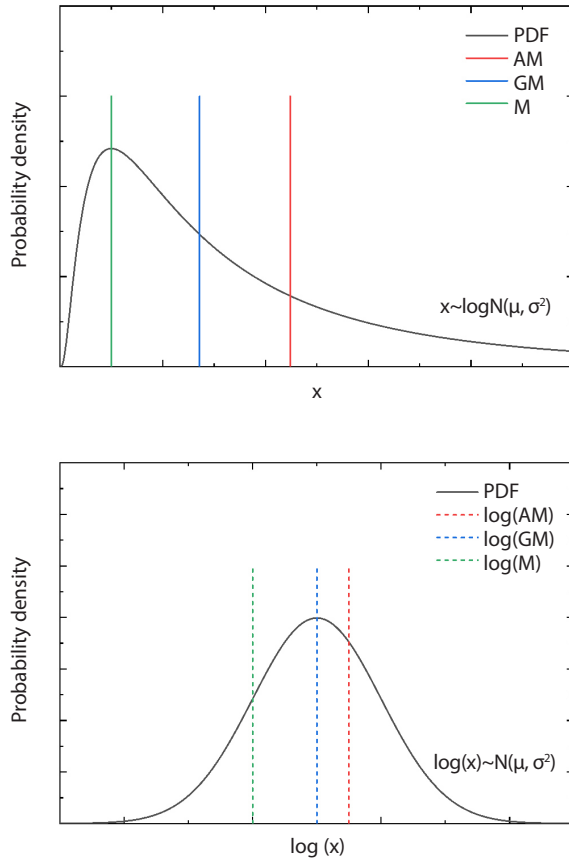 PDF
AM
GM
M
Probability density
x~logN(μ, σ²)
x
PDF
log(AM)
log(GM)
log(M)
Probability density
log(x)~N(μ, σ²)
log (x)